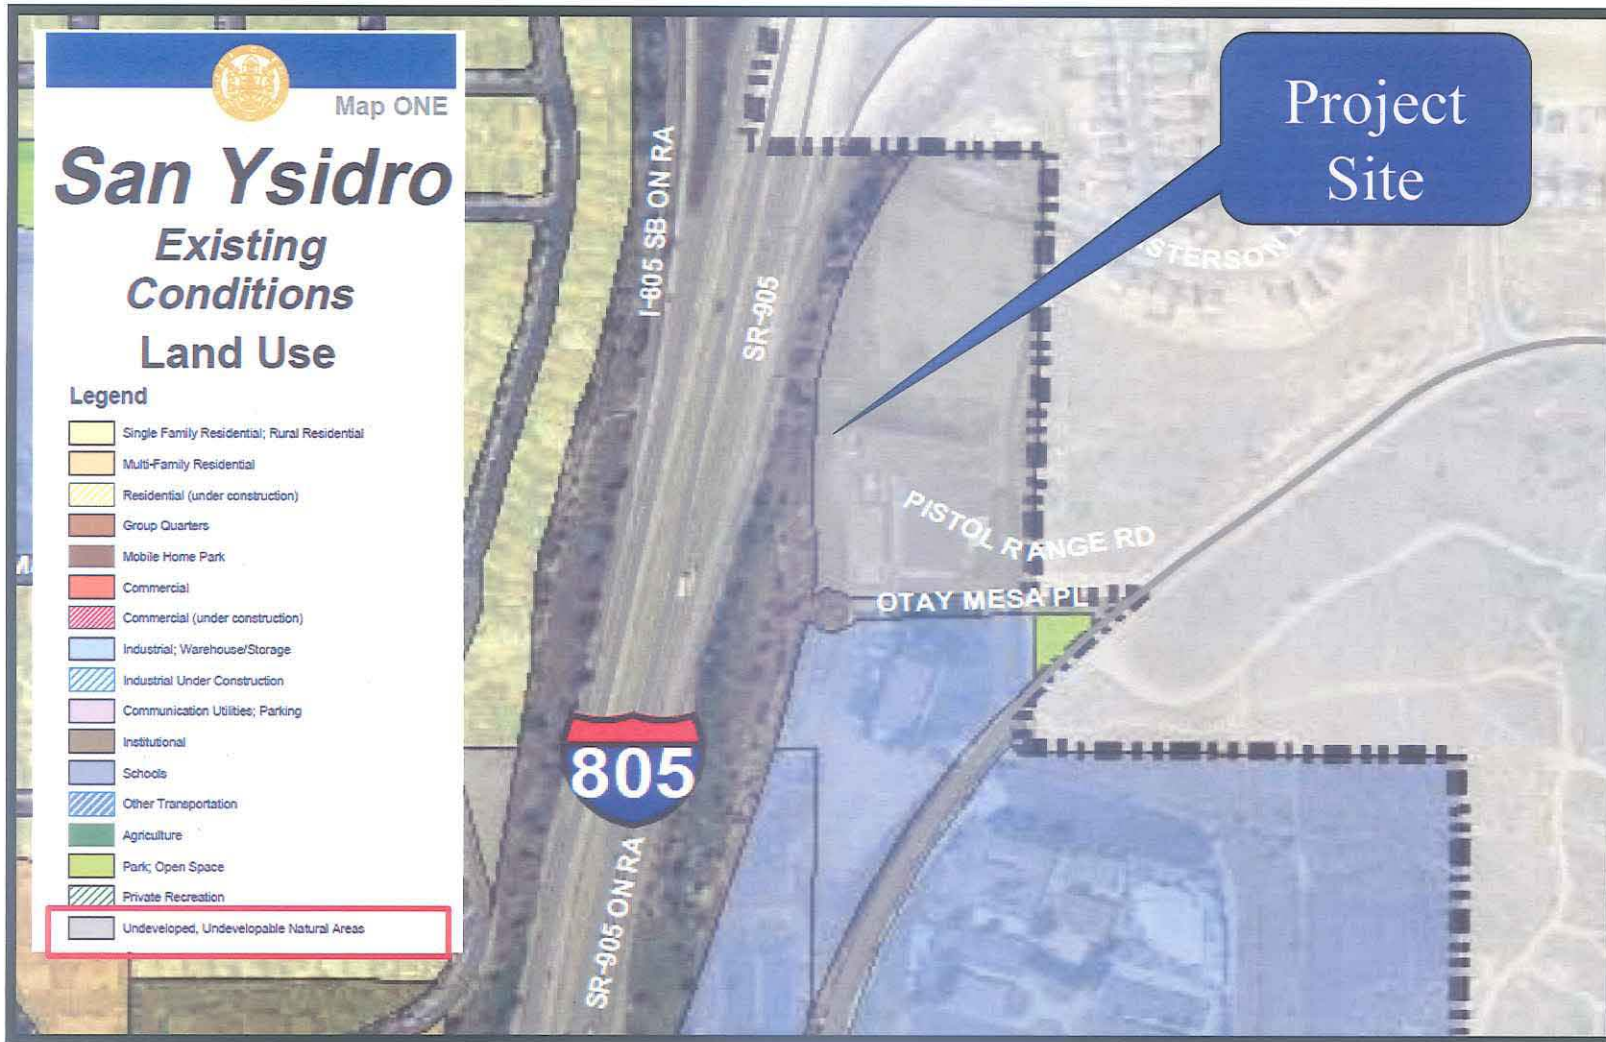 Map ONE
San Ysidro
Existing
Conditions
Land Use
Legend
Single Family Residential; Rural Residential
Multi-Family Residential
Residential (under construction)
Group Quarters
Mobile Home Park
Commercial
Commercial (under construction)
Industrial; Warehouse/Storage
Industrial Under Construction
Communication Utilities; Parking
Institutional
Schools
Other Transportation
Agriculture
Park; Open Space
Private Recreation
Undeveloped, Undevelopable Natural Areas
Project
Site
I-805 SB ON RA
SR-905
STERSON
PISTOL RANGE RD
OTAY MESA PL
805
SR-905 ON RA